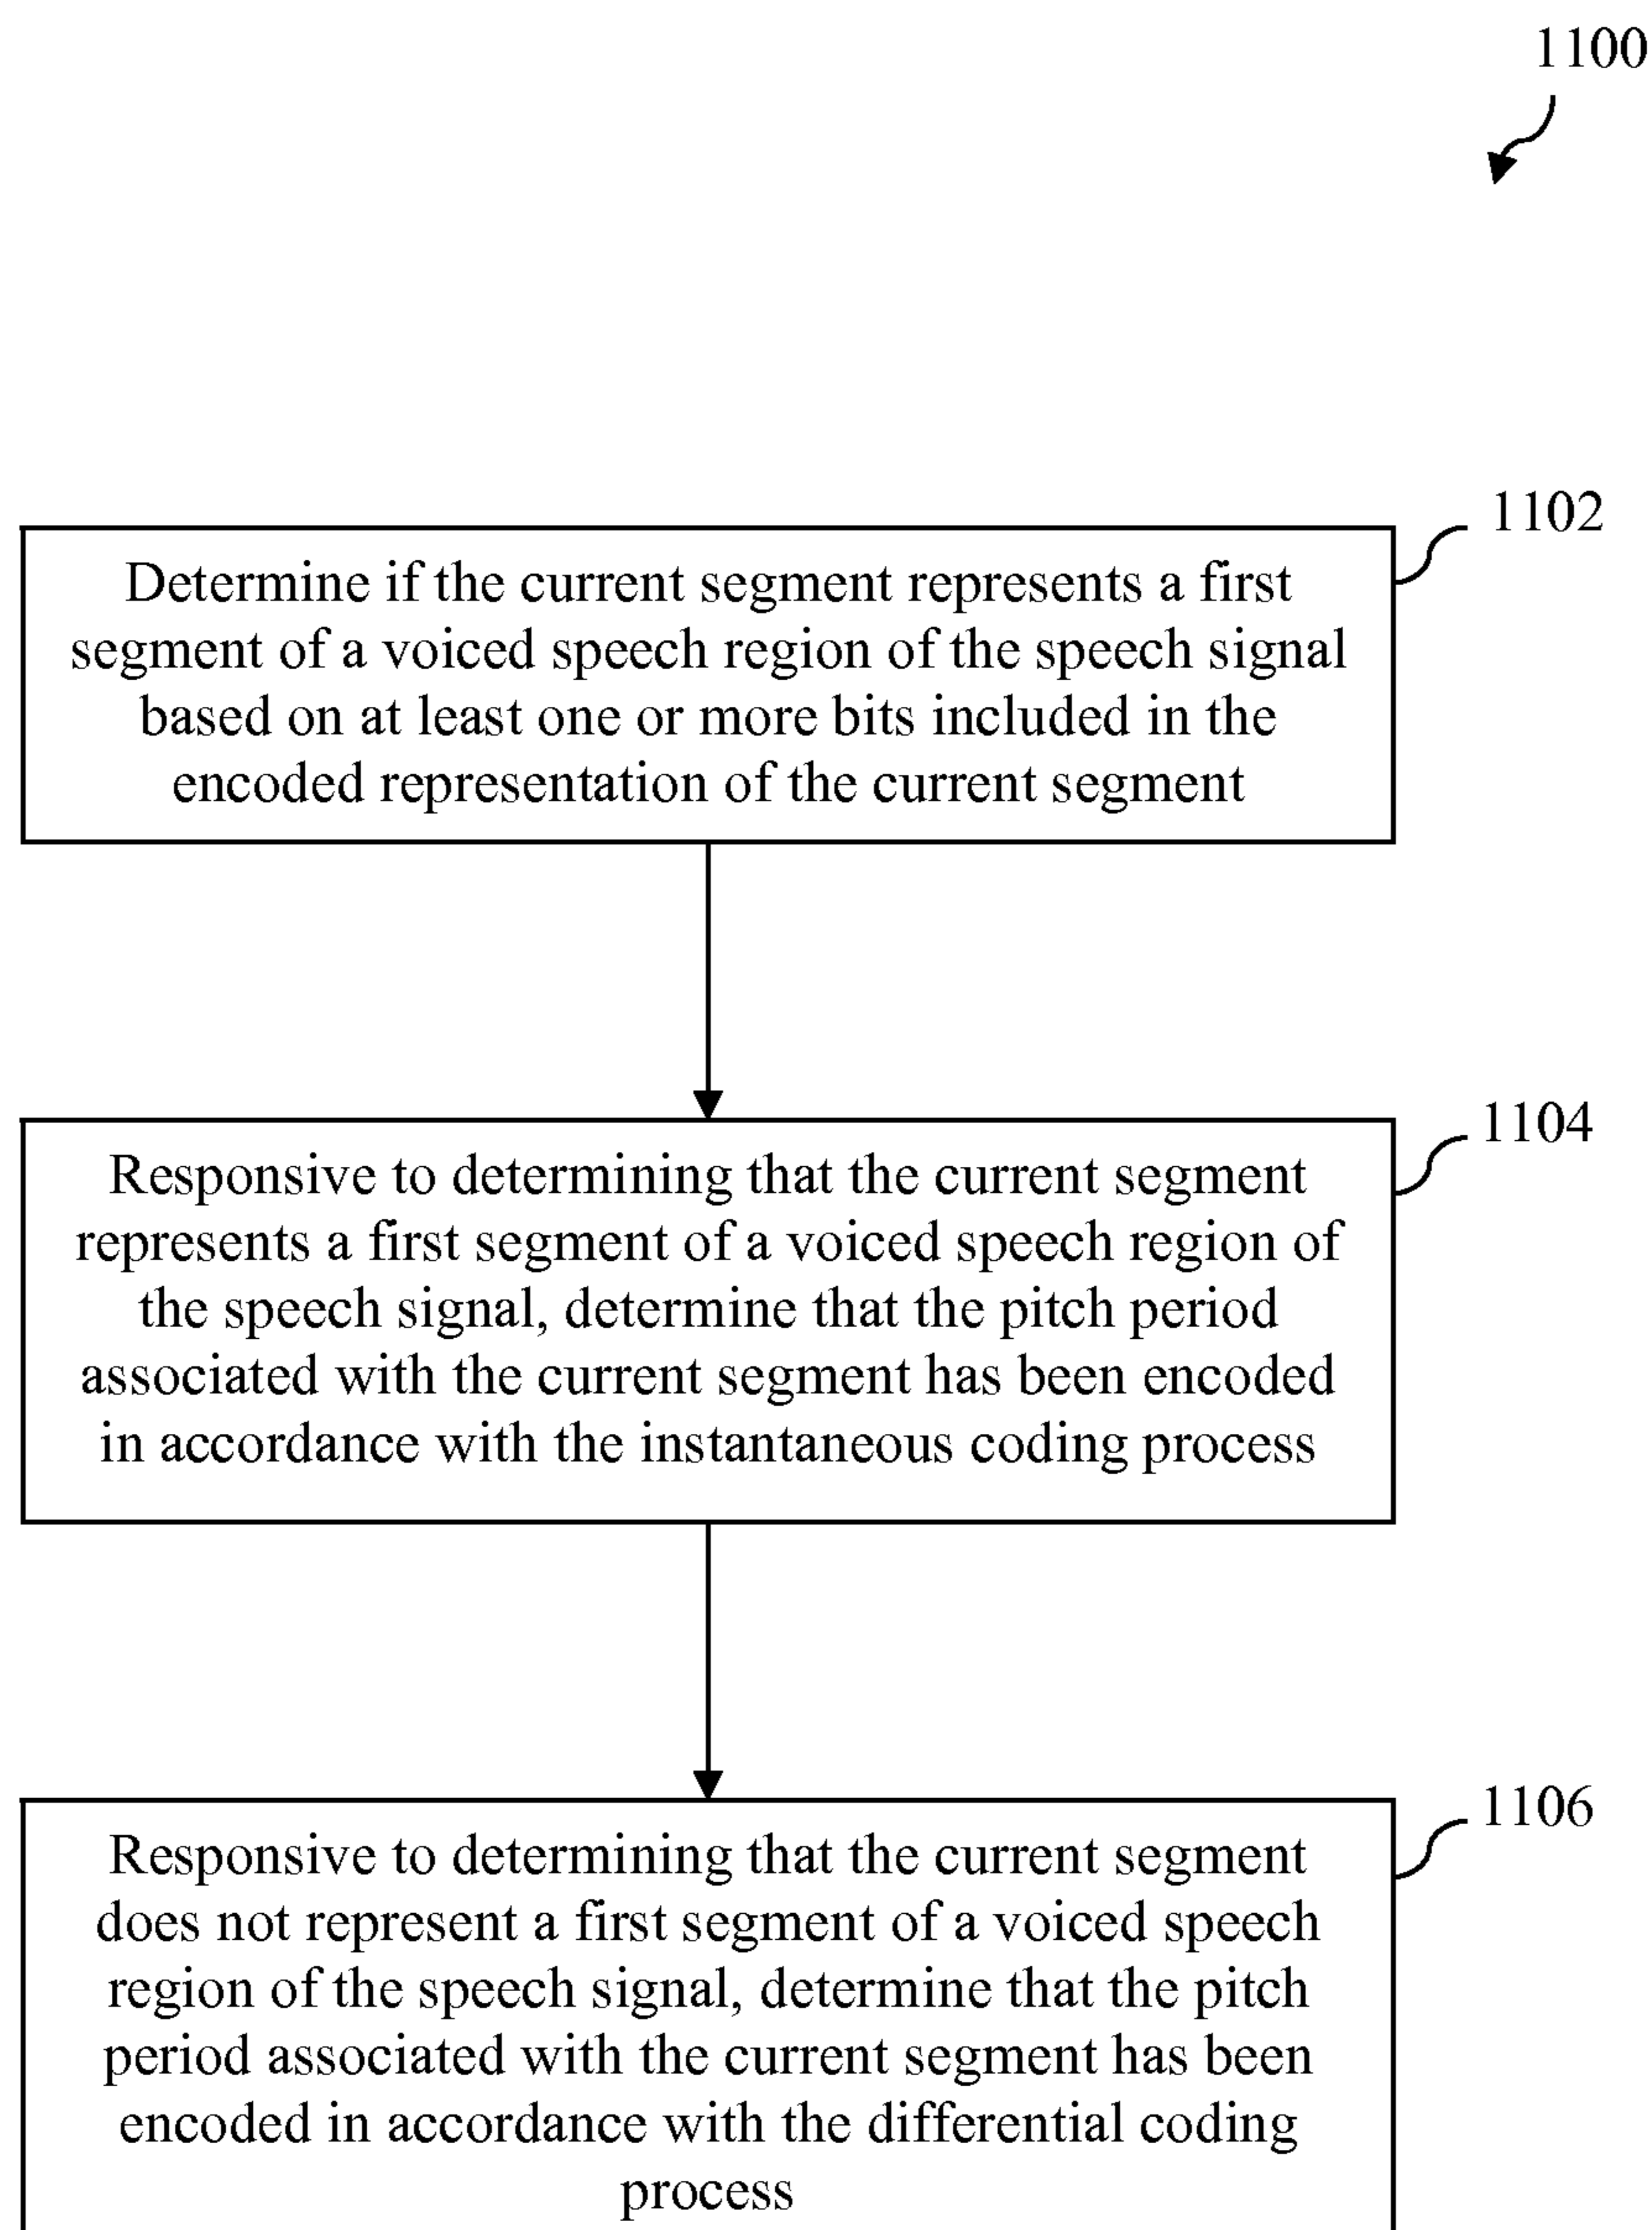 1100
1102
Determine if the current segment represents a first
segment of a voiced speech region of the speech signal
based on at least one or more bits included in the
encoded representation of the current segment
1104
Responsive to determining that the current segment
represents a first segment of a voiced speech region of
the speech signal, determine that the pitch period
associated with the current segment has been encoded
in accordance with the instantaneous coding process
1106
Responsive to determining that the current segment
does not represent a first segment of a voiced speech
region of the speech signal, determine that the pitch
period associated with the current segment has been
encoded in accordance with the differential coding
process